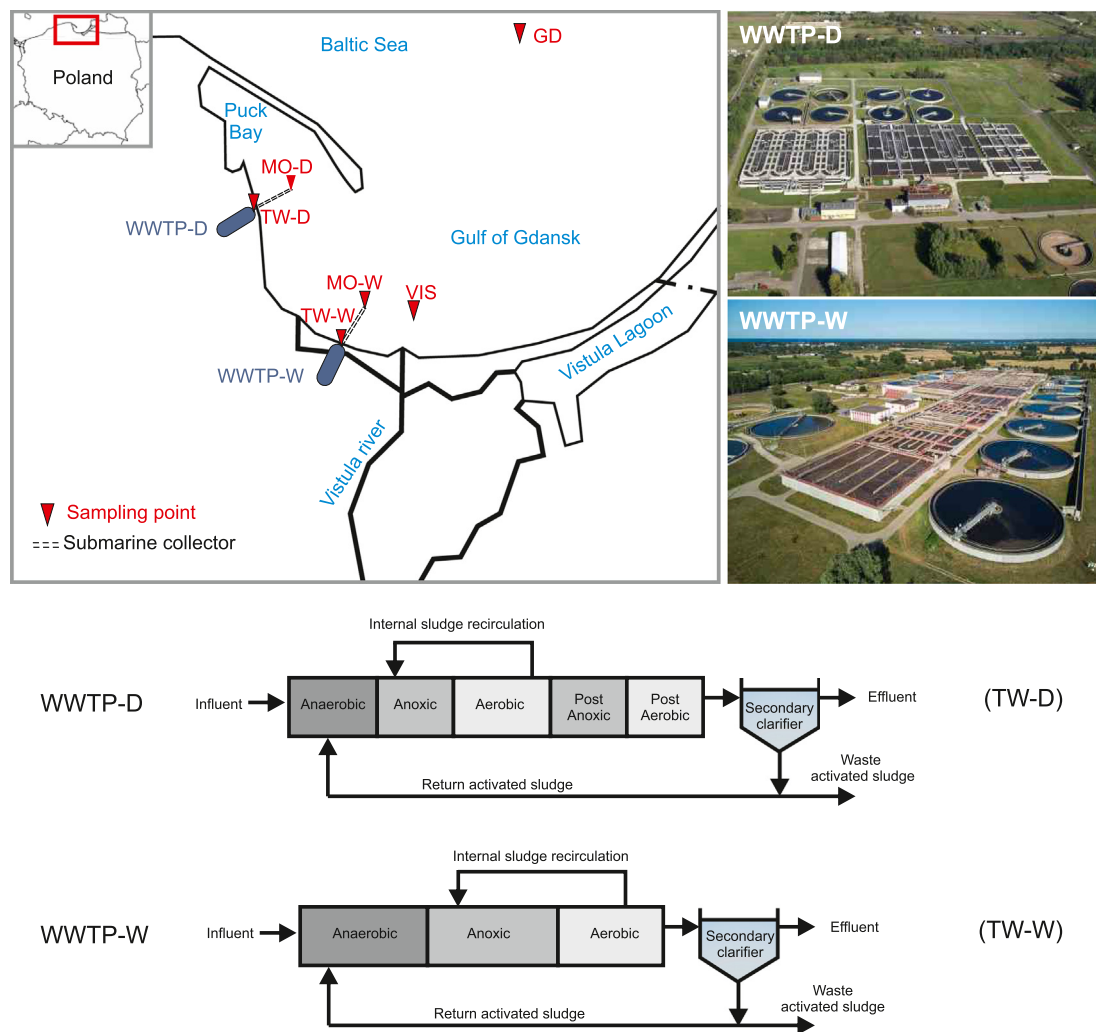 Poland
Baltic Sea
GD
Puck
Bay
MO-D
TW-D
WWTP-D
Gulf of Gdansk
MO-W
VIS
TW-W
WWTP-W
Vistula Lagoon
Vistula river
Sampling point
Submarine collector
WWTP-D
WWTP-W
Internal sludge recirculation
WWTP-D
Influent
Anaerobic
Anoxic
Aerobic
Post
Anoxic
Post
Aerobic
Secondary
clarifier
Effluent
(TW-D)
Return activated sludge
Waste
activated sludge
Internal sludge recirculation
WWTP-W
Influent
Anaerobic
Anoxic
Aerobic
Secondary
clarifier
Effluent
(TW-W)
Return activated sludge
Waste
activated sludge